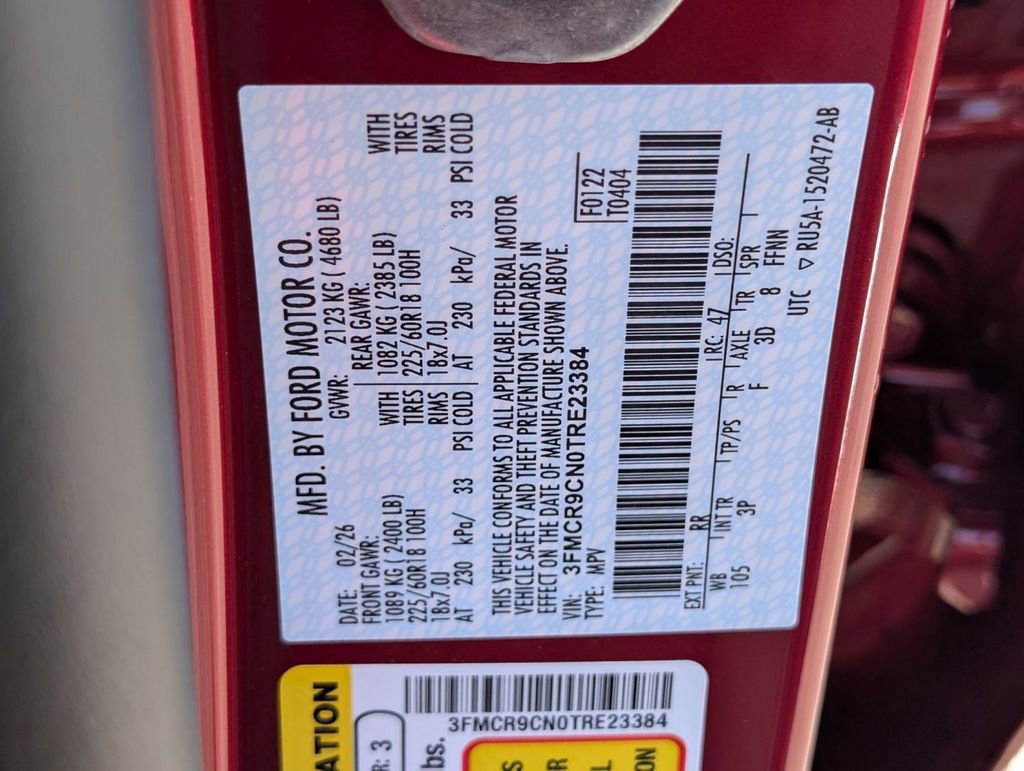 MFD. BY FORD MOTOR CO.
DATE: 02/26 GVWR: 2123 KG ( 4680 LB)
FRONT GAWR: REAR GAWR:
1089 KG ( 2400 LB) WITH 1082 KG ( 2385 LB) WITH
225/60R18 100H TIRES 225/60R18 100H TIRES
18x7.0J RIMS 18x7.0J RIMS
AT 230 kPa/ 33 PSI COLD AT 230 kPa/ 33 PSI COLD
THIS VEHICLE CONFORMS TO ALL APPLICABLE FEDERAL MOTOR
VEHICLE SAFETY AND THEFT PREVENTION STANDARDS IN
EFFECT ON THE DATE OF MANUFACTURE SHOWN ABOVE.
VIN: 3FMCR9CN0TRE23384
TYPE: MPV
F0122
T0404
EXT PNT: RR RC: 47 DSO:
WB INT TR TP/PS R AXLE TR SPR
105 3P F 3D 8 FFNN
UTC ▽ RU5A-1520472-AB
ATION
R: 3
lbs.
3FMCR9CN0TRE23384
S
R
L
ON